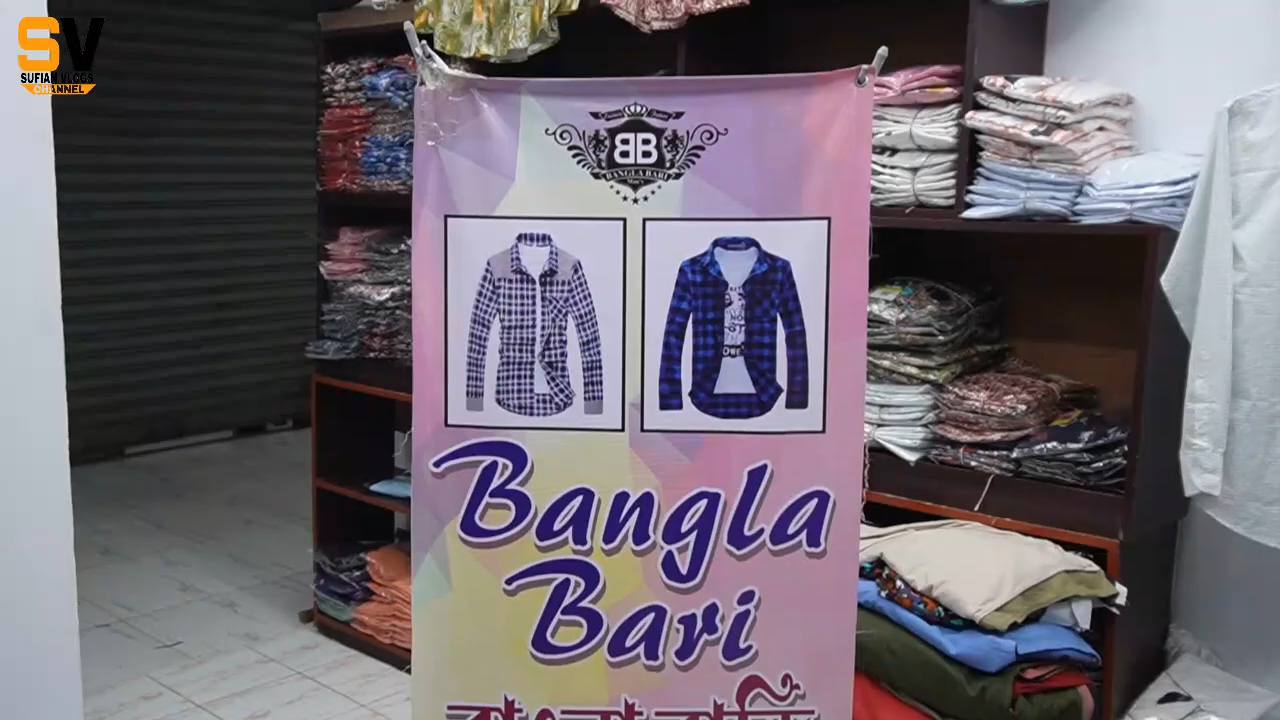 SV
SUFIAN VLOGS
CHANNEL
BB
BANGLA BARI
Bangla
Bari
বাংলা বাড়ি